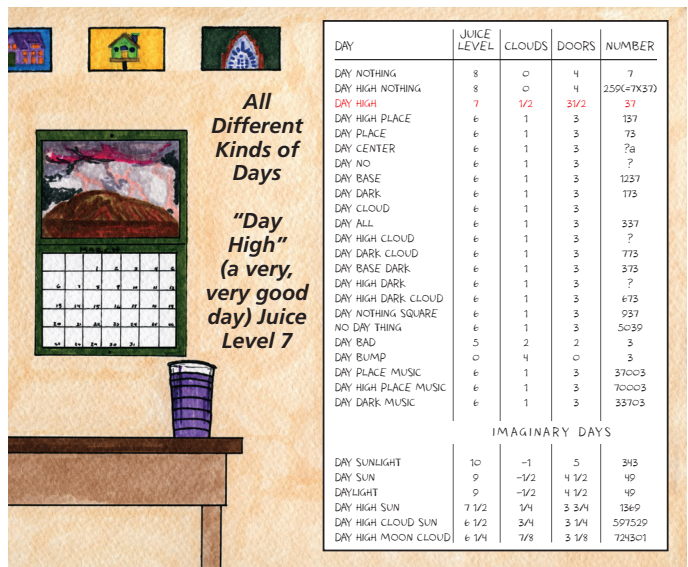 All
Different
Kinds of
Days
"Day
High"
(a very,
very good
day) Juice
Level 7
MARCH
DAY JUICE LEVEL CLOUDS DOORS NUMBER
DAY NOTHING 8 0 4 7
DAY HIGH NOTHING 8 0 4 259(=7X37)
DAY HIGH 7 1/2 31/2 37
DAY HIGH PLACE 6 1 3 137
DAY PLACE 6 1 3 73
DAY CENTER 6 1 3 ?a
DAY NO 6 1 3 ?
DAY BASE 6 1 3 1237
DAY DARK 6 1 3 173
DAY CLOUD 6 1 3
DAY ALL 6 1 3 337
DAY HIGH CLOUD 6 1 3 ?
DAY DARK CLOUD 6 1 3 773
DAY BASE DARK 6 1 3 373
DAY HIGH DARK 6 1 3 ?
DAY HIGH DARK CLOUD 6 1 3 673
DAY NOTHING SQUARE 6 1 3 937
NO DAY THING 6 1 3 5039
DAY BAD 5 2 2 3
DAY BUMP 0 4 0 3
DAY PLACE MUSIC 6 1 3 37003
DAY HIGH PLACE MUSIC 6 1 3 70003
DAY DARK MUSIC 6 1 3 33703
IMAGINARY DAYS
DAY SUNLIGHT 10 -1 5 343
DAY SUN 9 -1/2 4 1/2 49
DAYLIGHT 9 -1/2 4 1/2 49
DAY HIGH SUN 7 1/2 1/4 3 3/4 1369
DAY HIGH CLOUD SUN 6 1/2 3/4 3 1/4 597529
DAY HIGH MOON CLOUD 6 1/4 7/8 3 1/8 724301